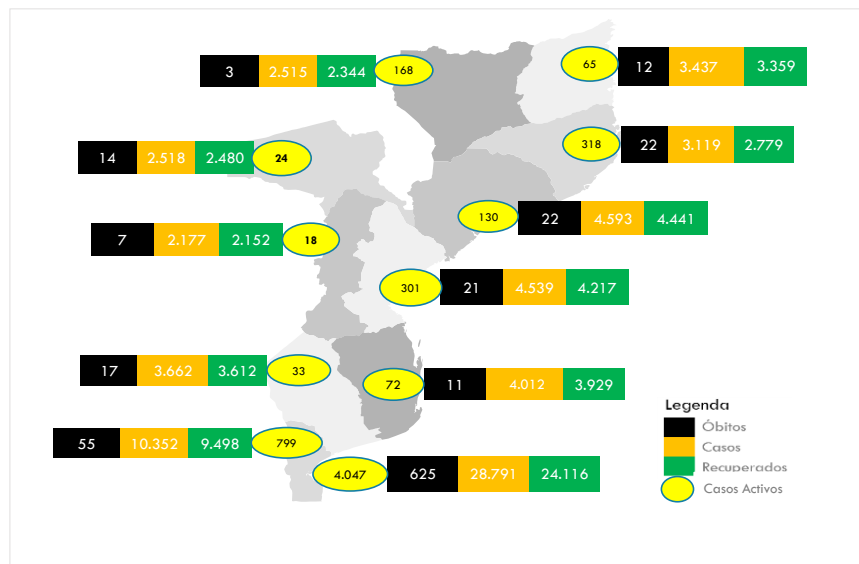 3 2.515 2.344 168
65 12 3.437 3.359
14 2.518 2.480 24
318 22 3.119 2.779
7 2.177 2.152 18
130 22 4.593 4.441
301 21 4.539 4.217
17 3.662 3.612 33
72 11 4.012 3.929
55 10.352 9.498 799
4.047 625 28.791 24.116
Legenda
Óbitos
Casos
Recuperados
Casos Activos